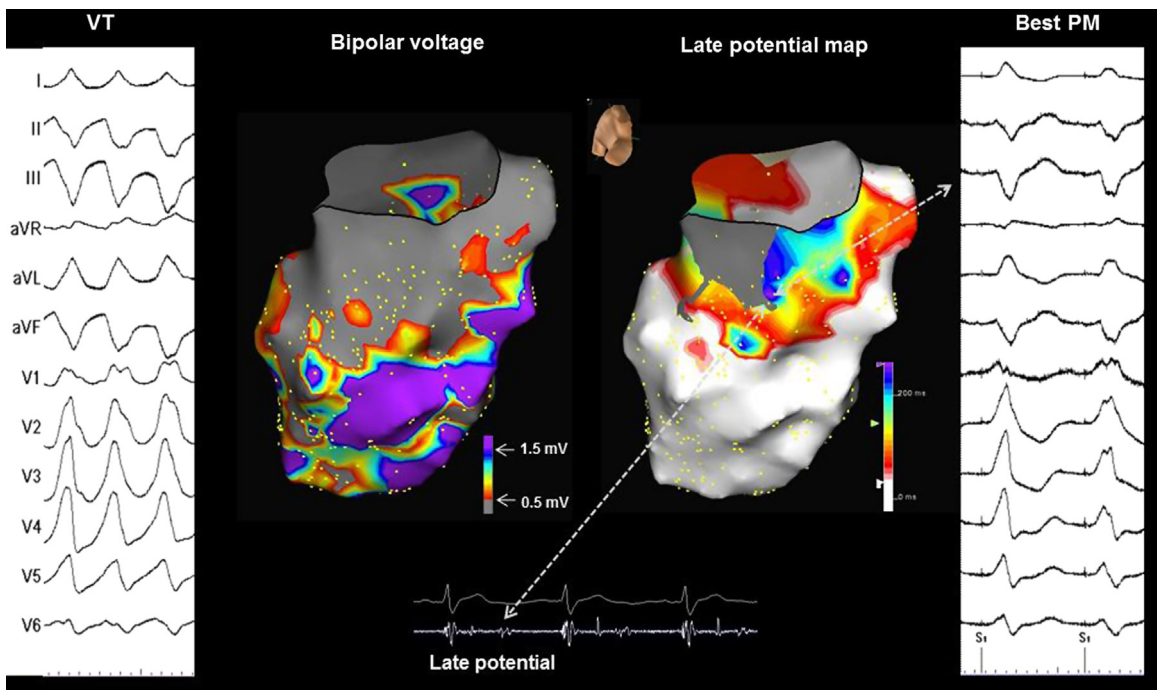 VT
Bipolar voltage
Late potential map
Best PM
I
II
III
aVR
aVL
aVF
V1
V2
V3
V4
V5
V6
1.5 mV
0.5 mV
200 ms
0 ms
Late potential
S1
S1